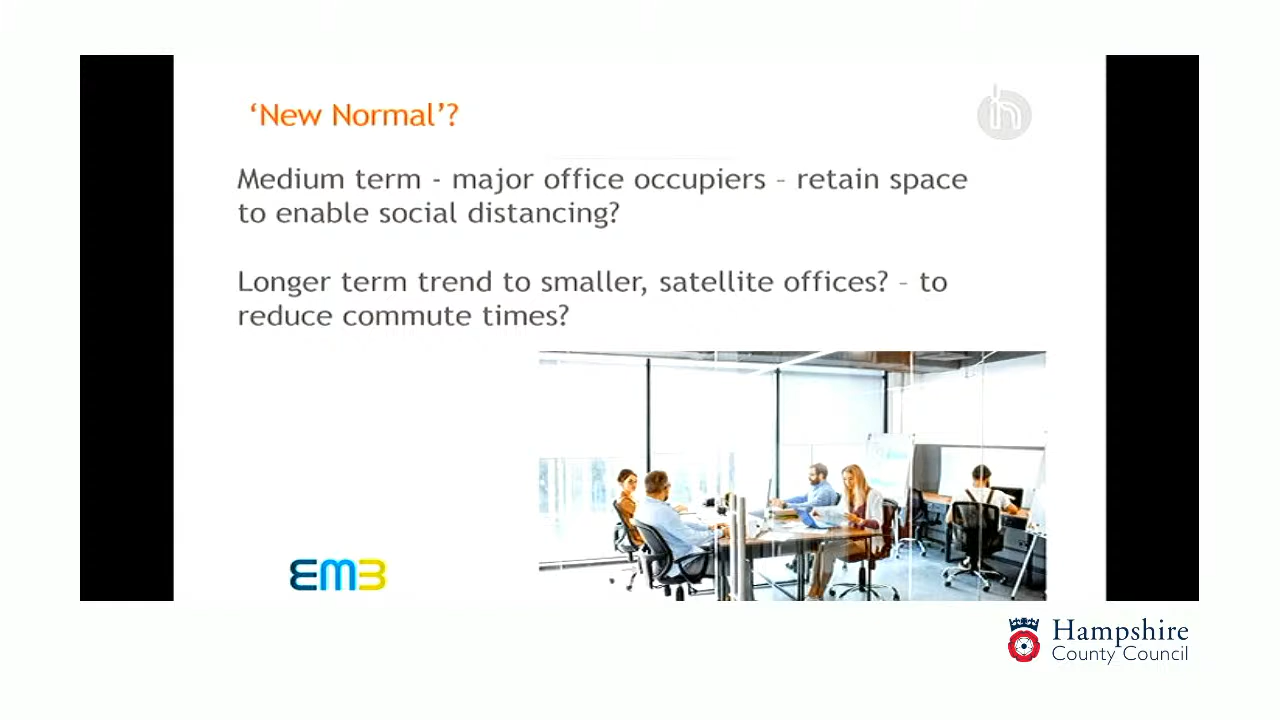 ‘New Normal’?
Medium term - major office occupiers – retain space
to enable social distancing?
Longer term trend to smaller, satellite offices? – to
reduce commute times?
EM3
Hampshire
County Council